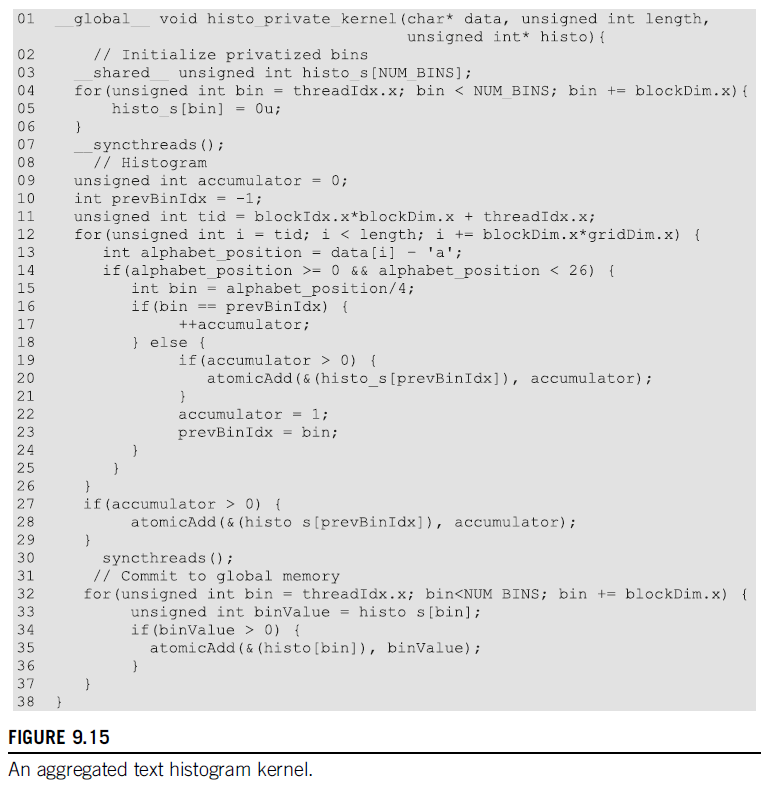 01 __global__ void histo_private_kernel(char* data, unsigned int length,
unsigned int* histo){
02 // Initialize privatized bins
03 __shared__ unsigned int histo_s[NUM_BINS];
04 for(unsigned int bin = threadIdx.x; bin < NUM_BINS; bin += blockDim.x){
05 histo_s[bin] = 0u;
06 }
07 __syncthreads();
08 // Histogram
09 unsigned int accumulator = 0;
10 int prevBinIdx = -1;
11 unsigned int tid = blockIdx.x*blockDim.x + threadIdx.x;
12 for(unsigned int i = tid; i < length; i += blockDim.x*gridDim.x) {
13 int alphabet_position = data[i] - 'a';
14 if(alphabet_position >= 0 && alphabet_position < 26) {
15 int bin = alphabet_position/4;
16 if(bin == prevBinIdx) {
17 ++accumulator;
18 } else {
19 if(accumulator > 0) {
20 atomicAdd(&(histo_s[prevBinIdx]), accumulator);
21 }
22 accumulator = 1;
23 prevBinIdx = bin;
24 }
25 }
26 }
27 if(accumulator > 0) {
28 atomicAdd(&(histo s[prevBinIdx]), accumulator);
29 }
30 syncthreads();
31 // Commit to global memory
32 for(unsigned int bin = threadIdx.x; bin<NUM BINS; bin += blockDim.x) {
33 unsigned int binValue = histo s[bin];
34 if(binValue > 0) {
35 atomicAdd(&(histo[bin]), binValue);
36 }
37 }
38 }
FIGURE 9.15
An aggregated text histogram kernel.